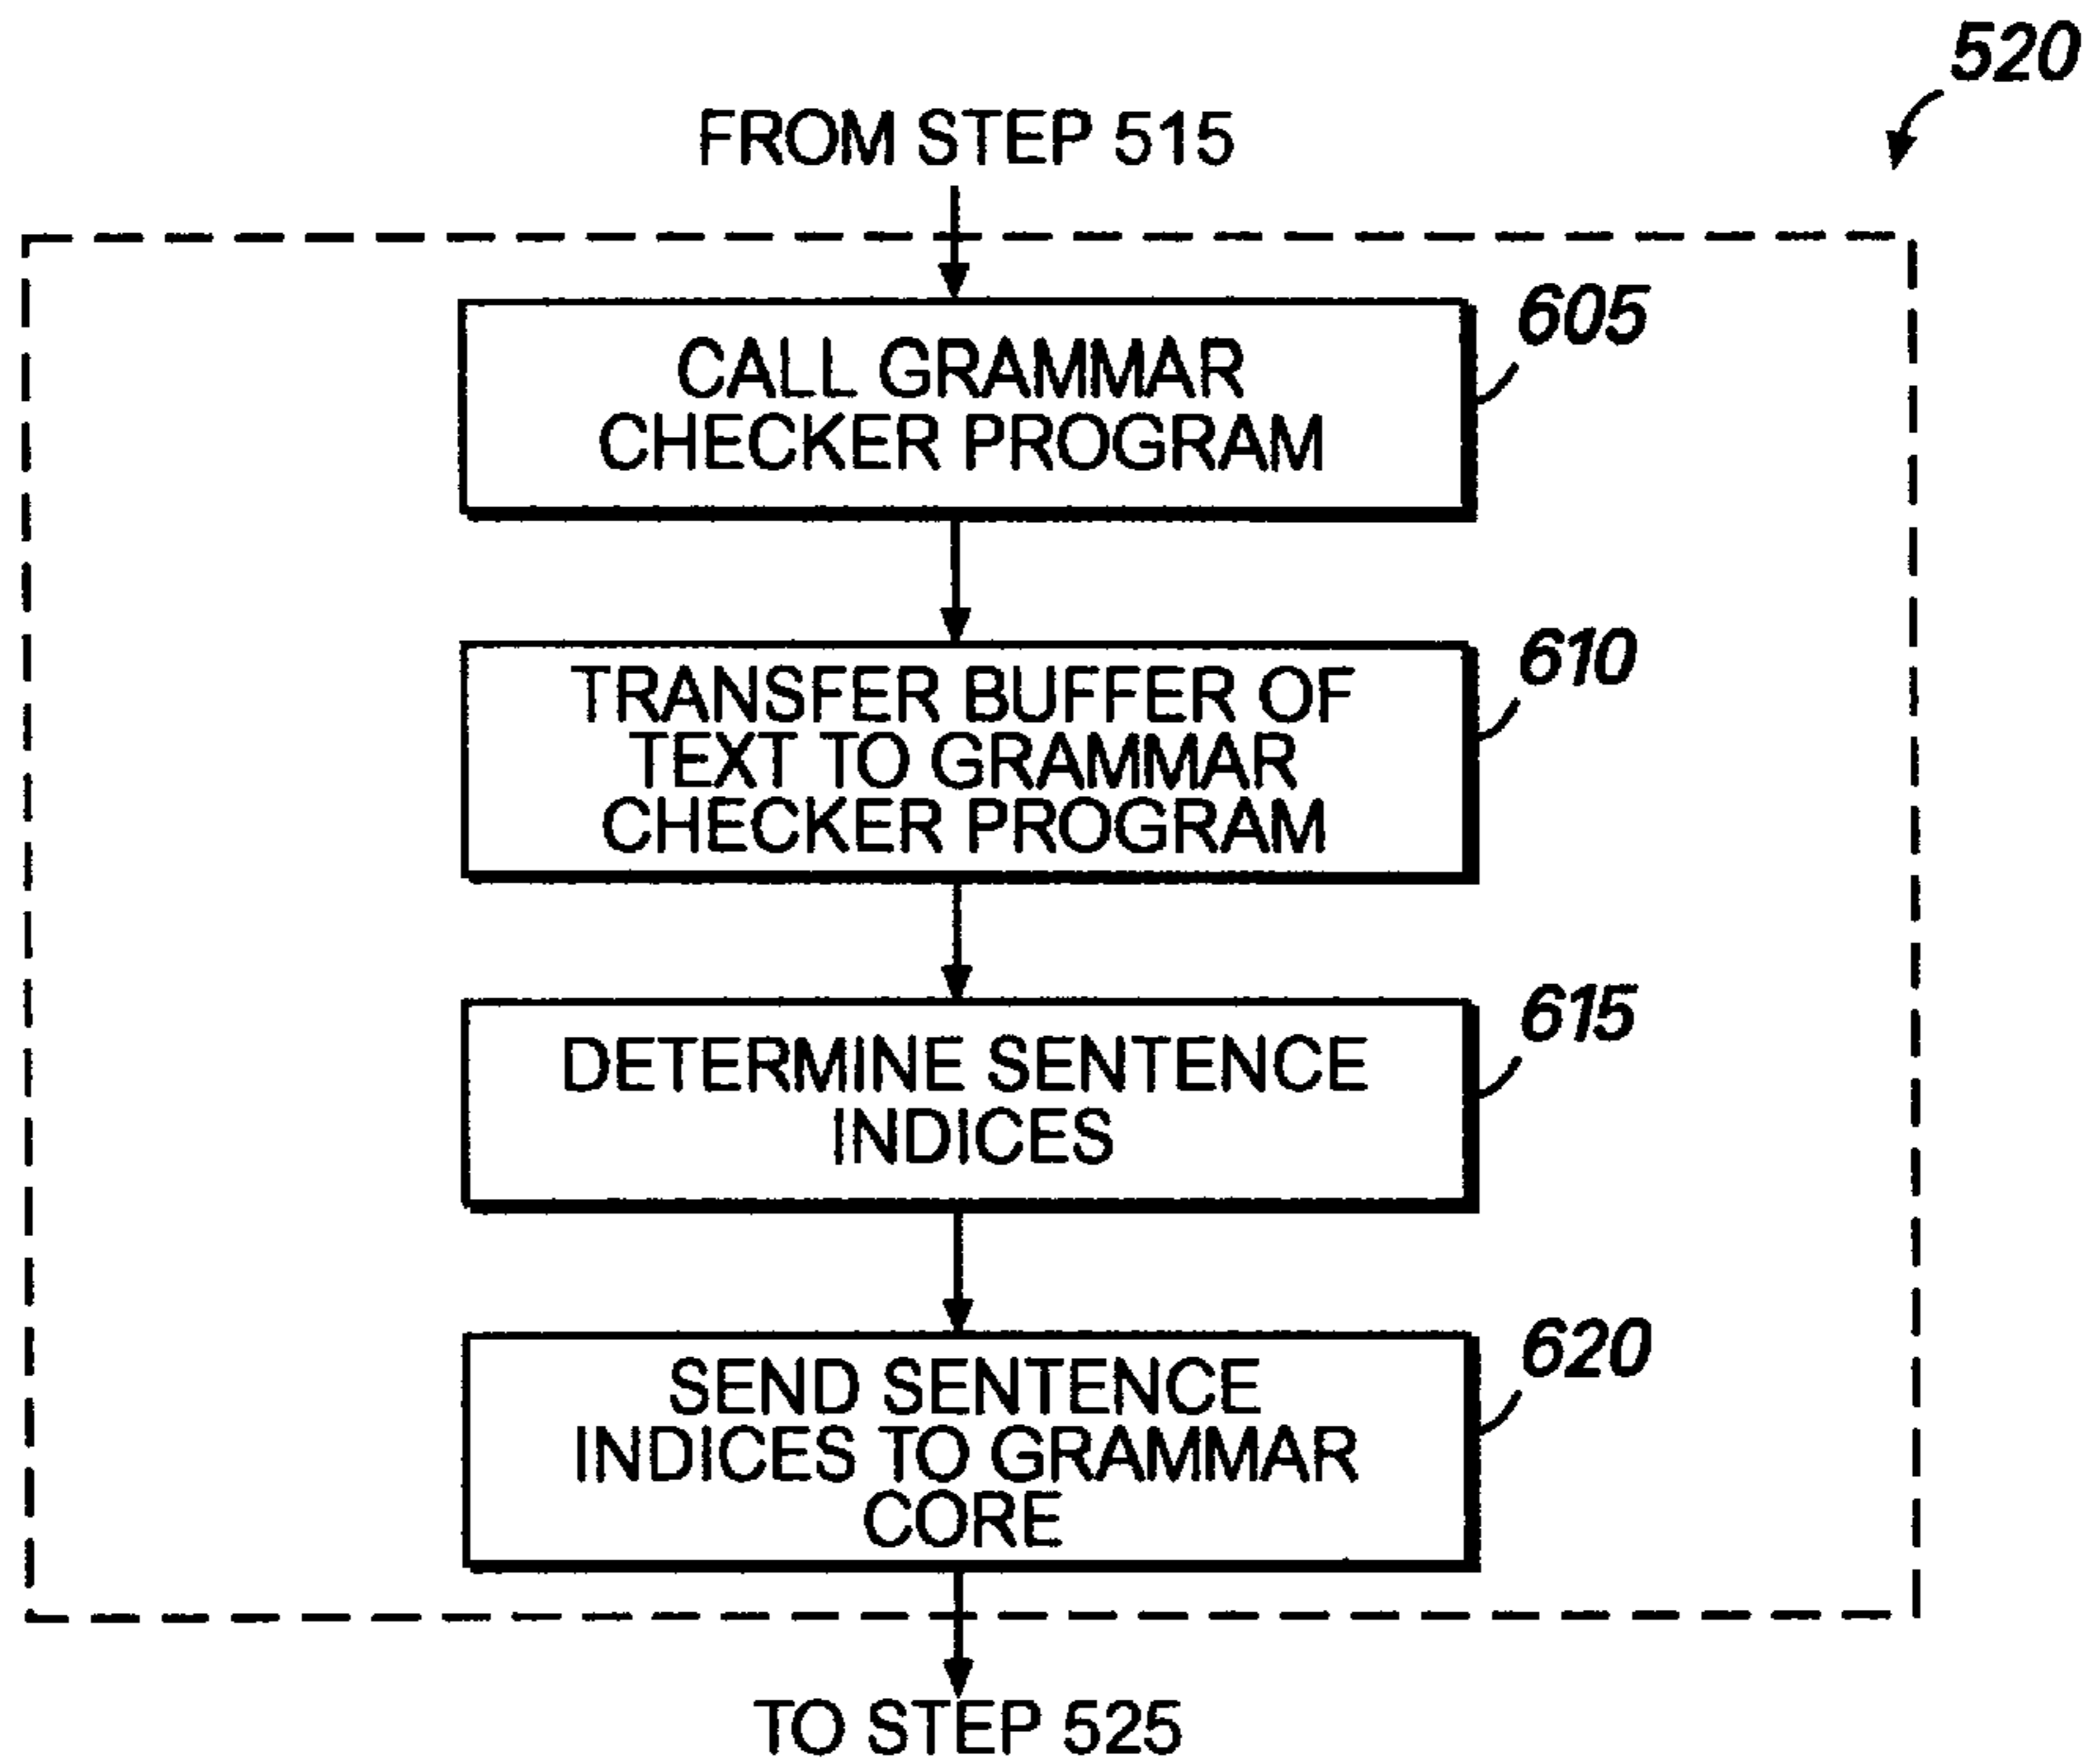 520
FROM STEP 515
605
CALL GRAMMAR
CHECKER PROGRAM
610
TRANSFER BUFFER OF
TEXT TO GRAMMAR
CHECKER PROGRAM
615
DETERMINE SENTENCE
INDICES
620
SEND SENTENCE
INDICES TO GRAMMAR
CORE
TO STEP 525